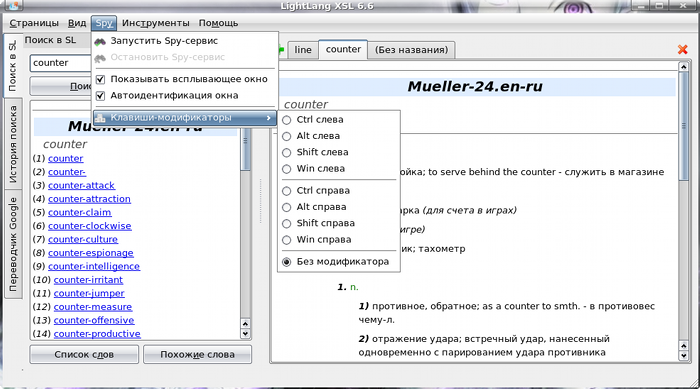 LightLang XSL 6.6
Страницы Вид Spy Инструменты Помощь
Поиск в SL
counter
Запустить Spy-сервис
Остановить Spy-сервис
Показывать всплывающее окно
Автоидентификация окна
Клавиши-модификаторы
Ctrl слева
Alt слева
Shift слева
Win слева
Ctrl справа
Alt справа
Shift справа
Win справа
Без модификатора
Поиск в SL
История поиска
Переводчик Google
Mueller-24.en-ru
counter
(1) counter
(2) counter-
(3) counter-attack
(4) counter-attraction
(5) counter-claim
(6) counter-clockwise
(7) counter-culture
(8) counter-espionage
(9) counter-intelligence
(10) counter-irritant
(11) counter-jumper
(12) counter-measure
(13) counter-offensive
(14) counter-productive
Список слов
Похожие слова
line counter (Без названия)
Mueller-24.en-ru
counter
ойка; to serve behind the counter - служить в магазине
арка (для счета в играх)
игре)
ик; тахометр
1. n.
1) противное, обратное; as a counter to smth. - в противовес
чему-л.
2) отражение удара; встречный удар, нанесенный
одновременно с парированием удара противника